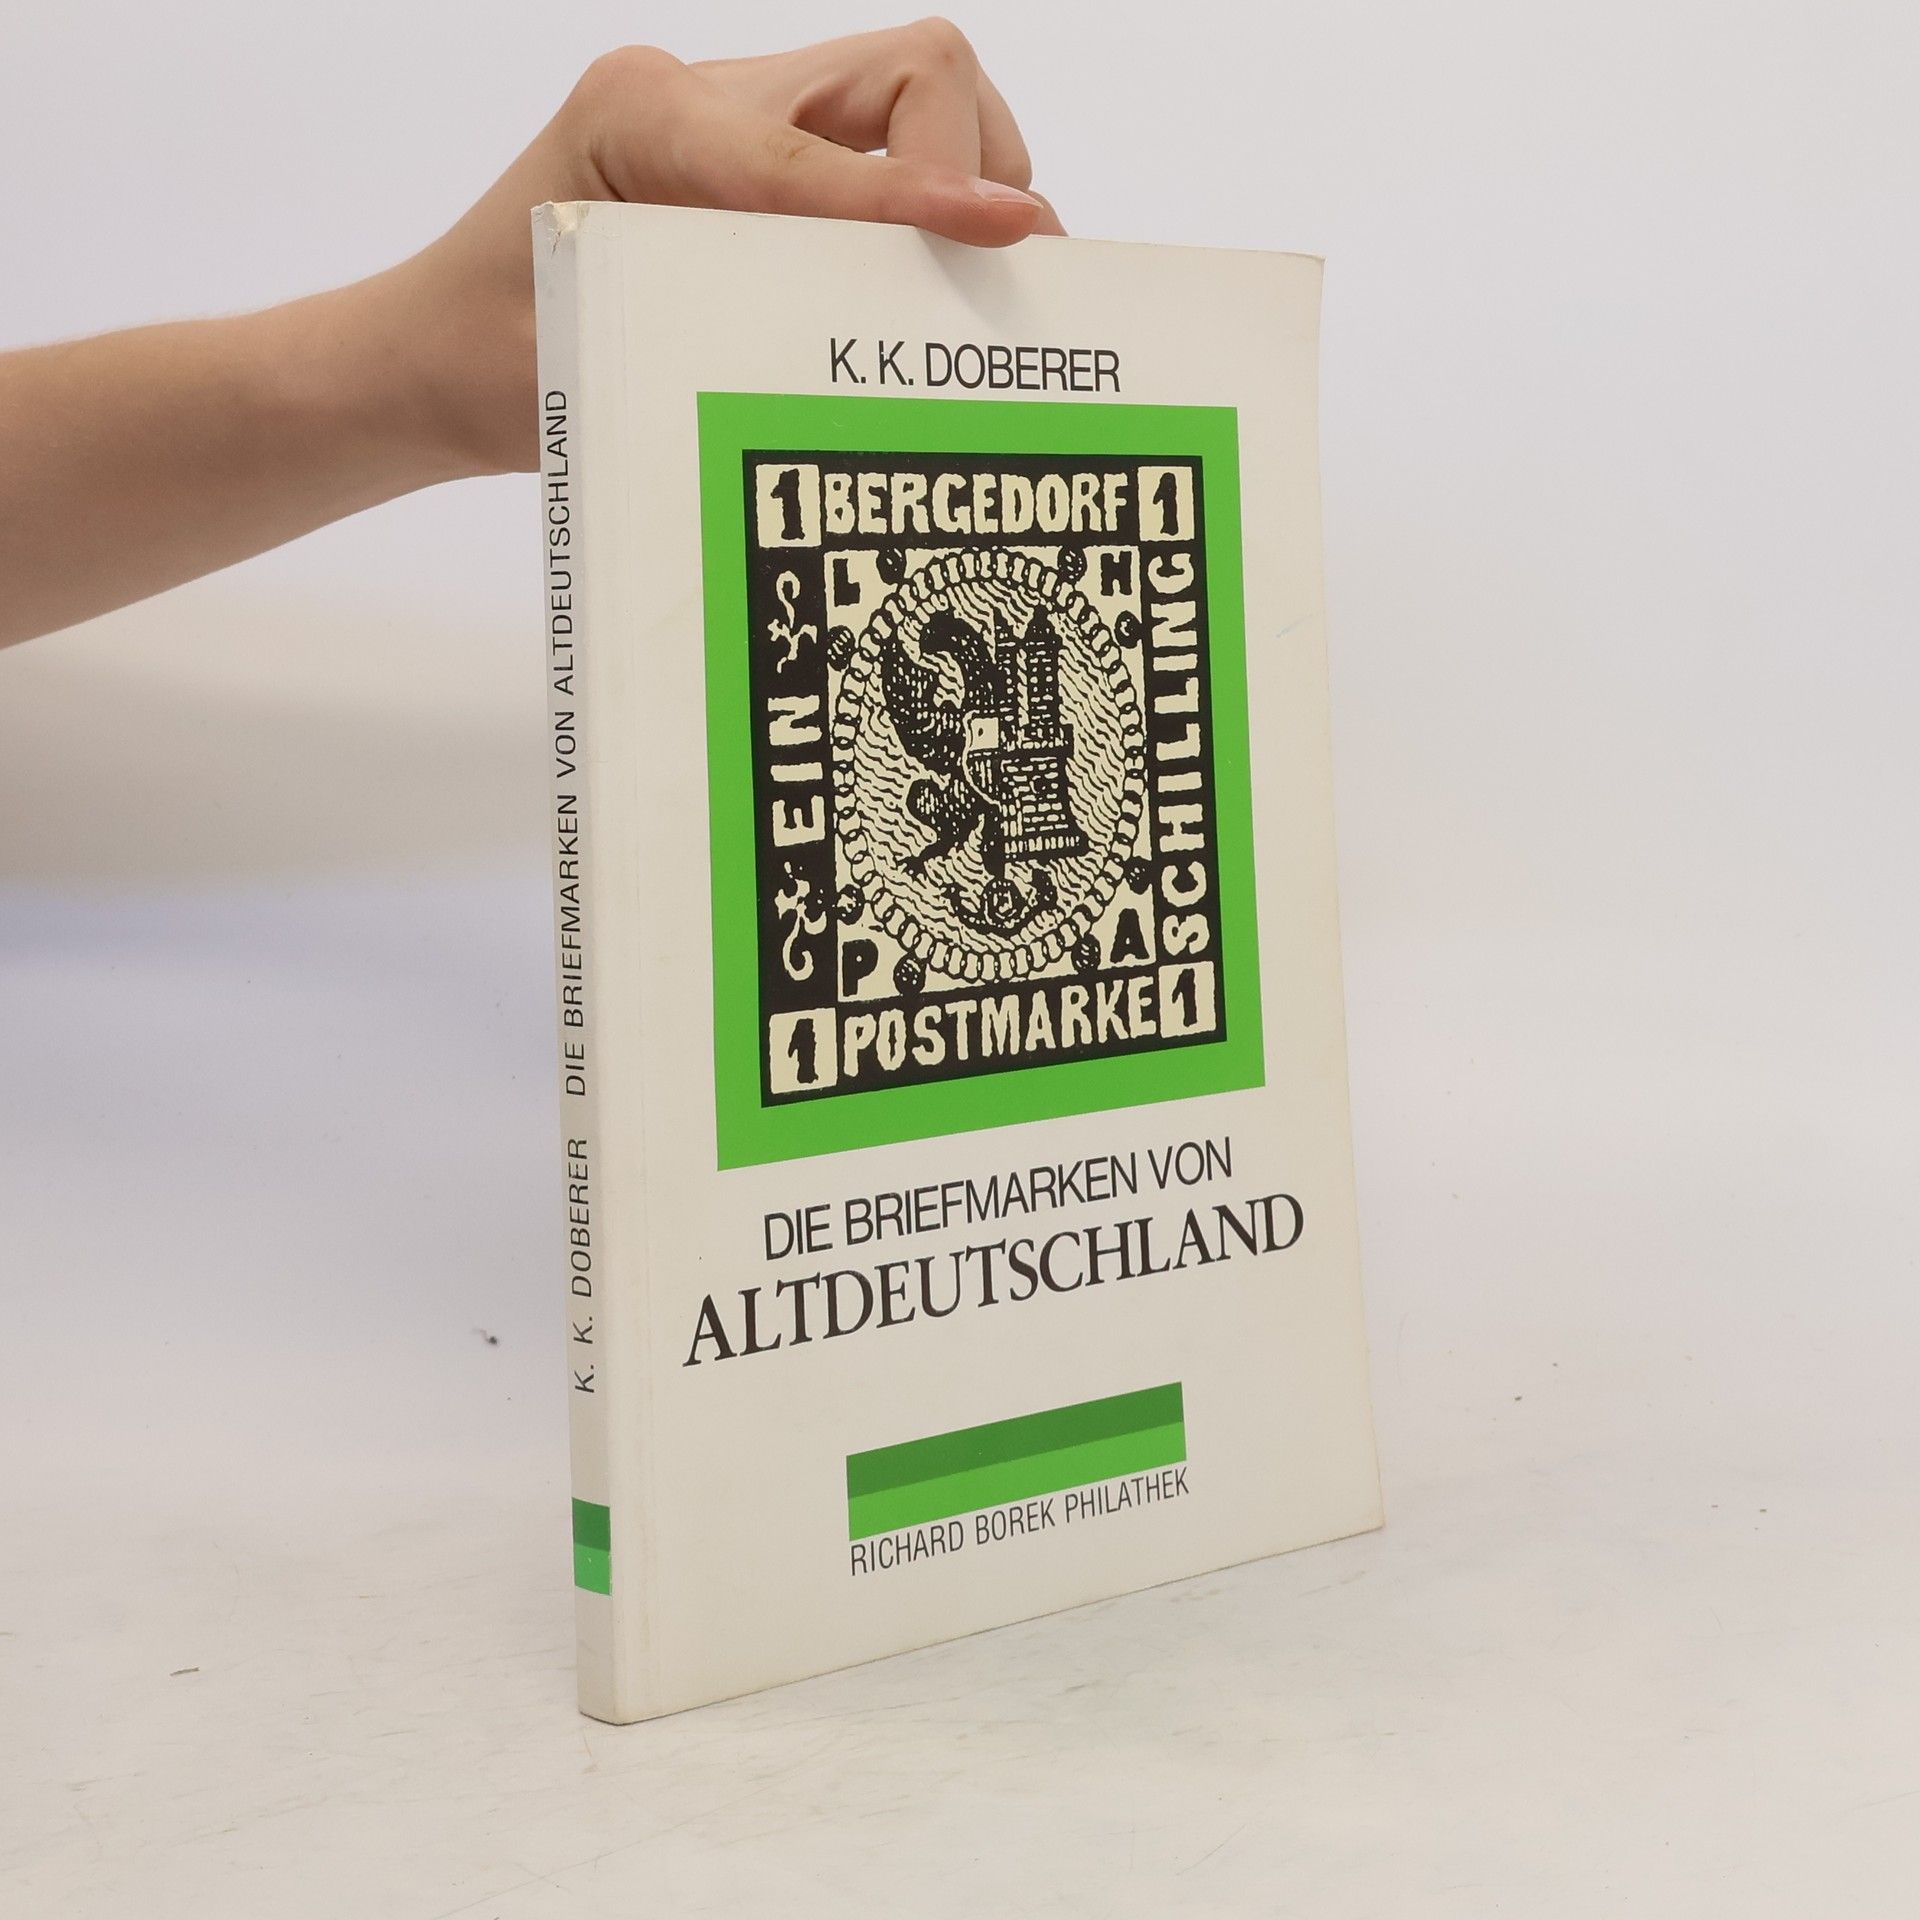 K. K. DOBERER DIE BRIEFMARKEN VON ALTDEUTSCHLAND
K. K. DOBERER
1 BERGEDORF 1
L H
EIN
SCHILLING
P A
1 POSTMARKE 1
DIE BRIEFMARKEN VON
ALTDEUTSCHLAND
RICHARD BOREK PHILATHEK